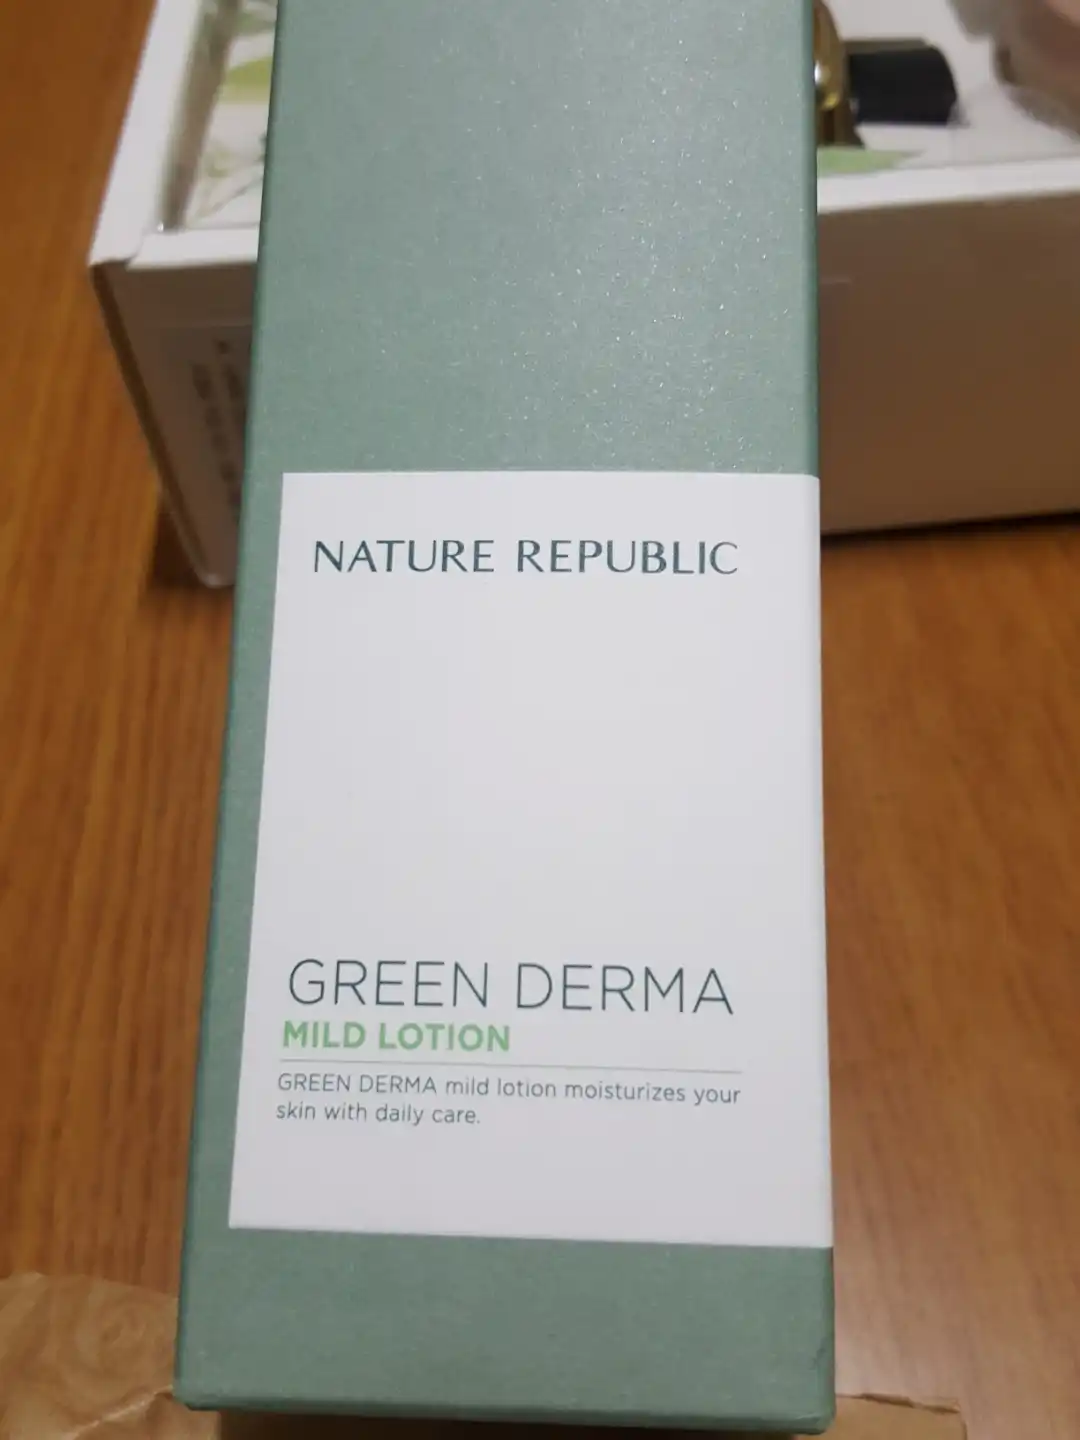 NATURE REPUBLIC
GREEN DERMA
MILD LOTION
GREEN DERMA mild lotion moisturizes your
skin with daily care.